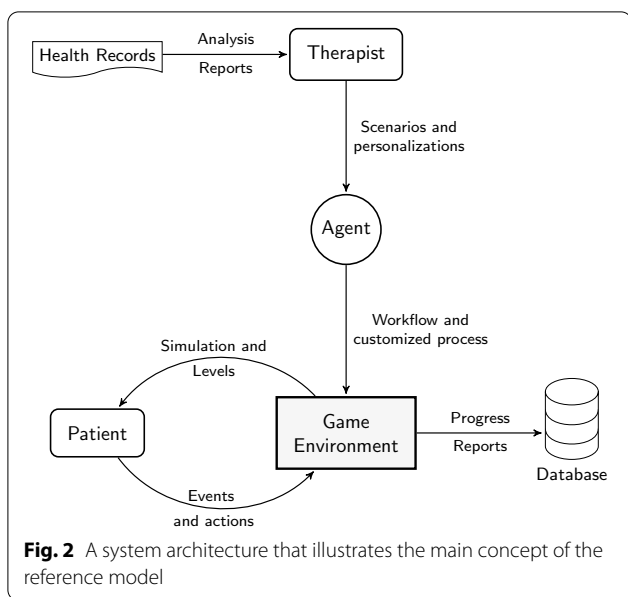 Health Records
Analysis
Reports
Therapist
Scenarios and
personalizations
Agent
Workflow and
customized process
Simulation and
Levels
Patient
Game
Environment
Progress
Reports
Database
Events
and actions
Fig. 2 A system architecture that illustrates the main concept of the
reference model